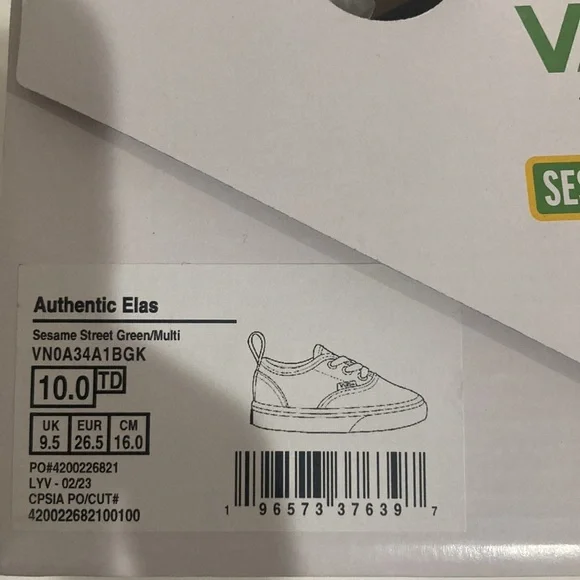 SES
Authentic Elas
Sesame Street Green/Multi
VN0A34A1BGK
10.0 TD
UK EUR CM
9.5 26.5 16.0
PO#4200226821
LYV - 02/23
CPSIA PO/CUT#
420022682100100
1 96573 37639 7